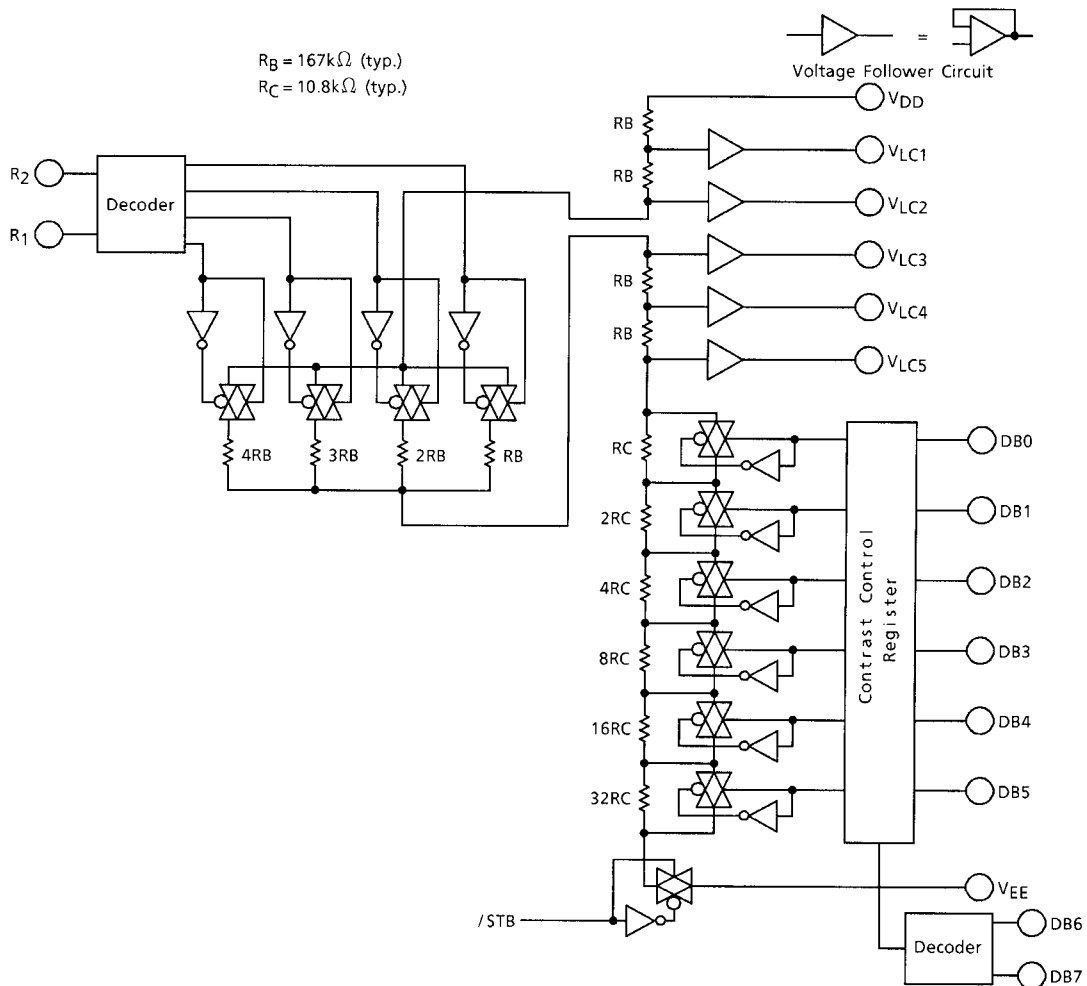 =
Voltage Follower Circuit
RB = 167kΩ (typ.)
RC = 10.8kΩ (typ.)
VDD
RB
VLC1
RB
VLC2
R2
Decoder
R1
VLC3
RB
VLC4
RB
VLC5
4RB
3RB
2RB
RB
RC
DB0
2RC
DB1
4RC
DB2
8RC
DB3
16RC
DB4
32RC
DB5
Contrast Control
Register
VEE
/STB
Decoder
DB6
DB7